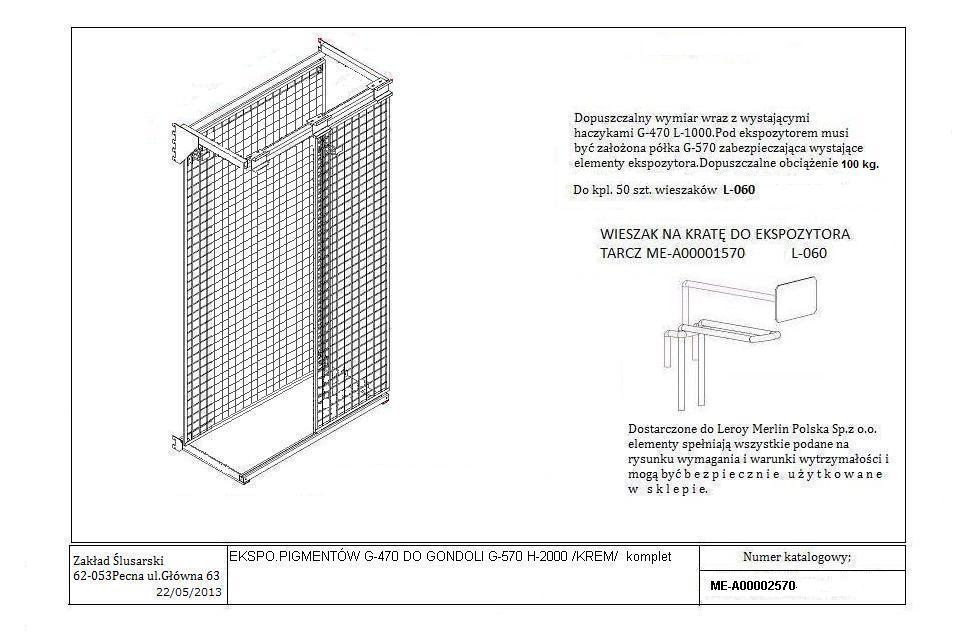 Dopuszczalny wymiar wraz z wystającymi
haczykami G-470 L-1000.Pod ekspozytorem musi
być założona półka G-570 zabezpieczająca wystające
elementy ekspozytora.Dopuszczalne obciążenie 100 kg.
Do kpl. 50 szt. wieszaków L-060
WIESZAK NA KRATĘ DO EKSPOZYTORA
TARCZ ME-A00001570 L-060
Dostarczone do Leroy Merlin Polska Sp.z o.o.
elementy spełniają wszystkie podane na
rysunku wymagania i warunki wytrzymałości i
mogą być b e z p i e c z n i e u ż y t k o w a n e
w s k l e p i e.
Zakład Ślusarski
62-053Pecna ul.Główna 63
22/05/2013
EKSPO.PIGMENTÓW G-470 DO GONDOLI G-570 H-2000 /KREM/ komplet
Numer katalogowy;
ME-A00002570